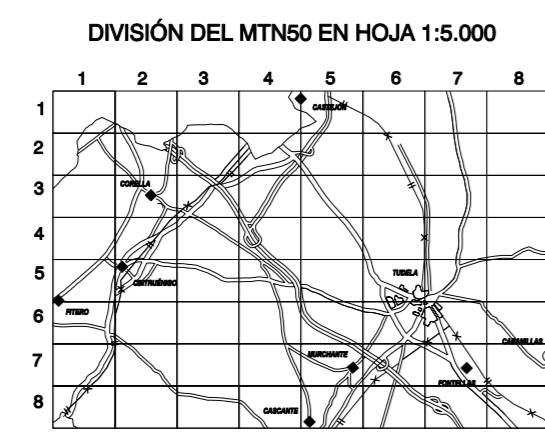 DIVISIÓN DEL MTN50 EN HOJA 1:5.000
1 2 3 4 5 6 7 8
1
CASTEJÓN
2
3
CORELLA
4
5
TUDELA
CINTRUÉNIGO
6
FITERO
CABANILLAS
7
MURCHANTE
FONTELLAS
8
CASCANTE